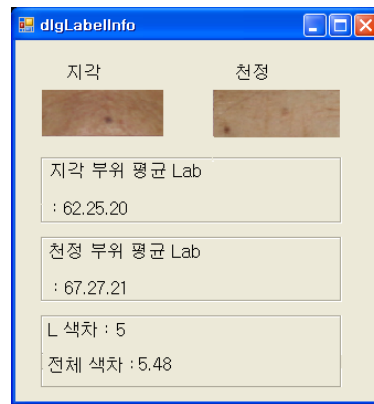 dlgLabelInfo
지각 천정
지각 부위 평균 Lab
: 62.25.20
천정 부위 평균 Lab
: 67.27.21
L 색차 : 5
전체 색차 :5.48